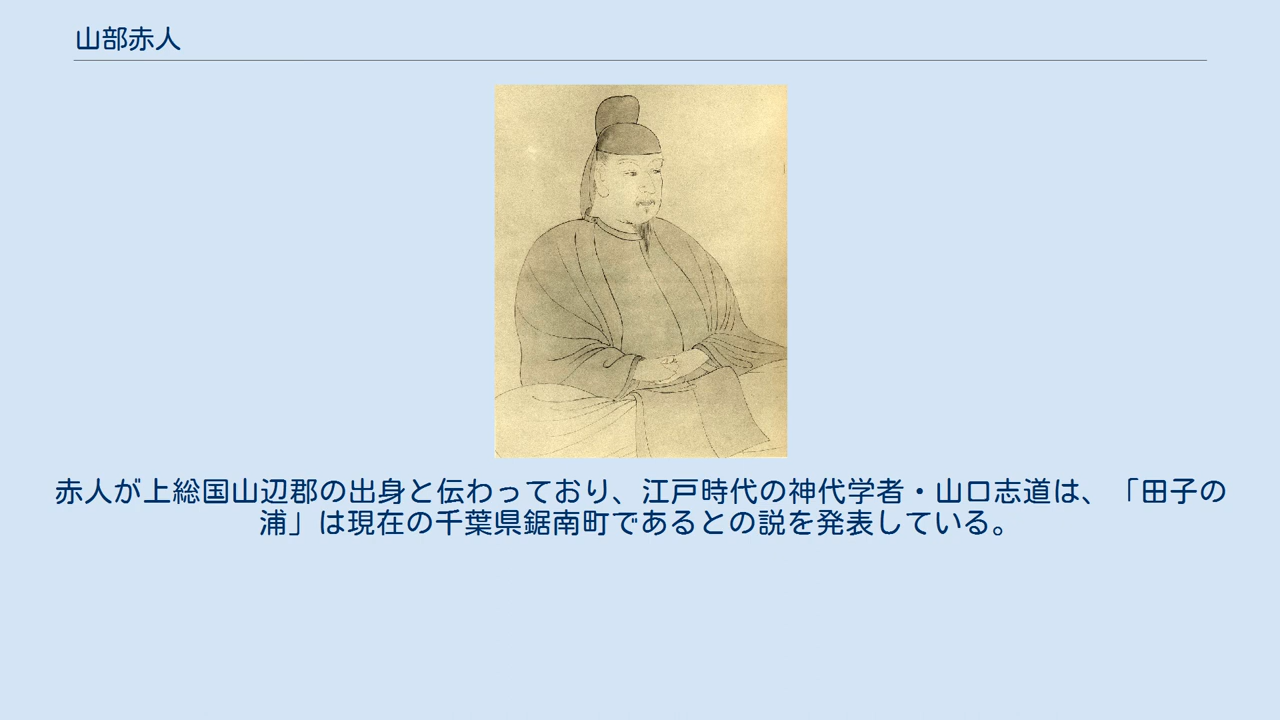 山部赤人
赤人が上総国山辺郡の出身と伝わっており、江戸時代の神代学者・山口志道は、「田子の
浦」は現在の千葉県鋸南町であるとの説を発表している。